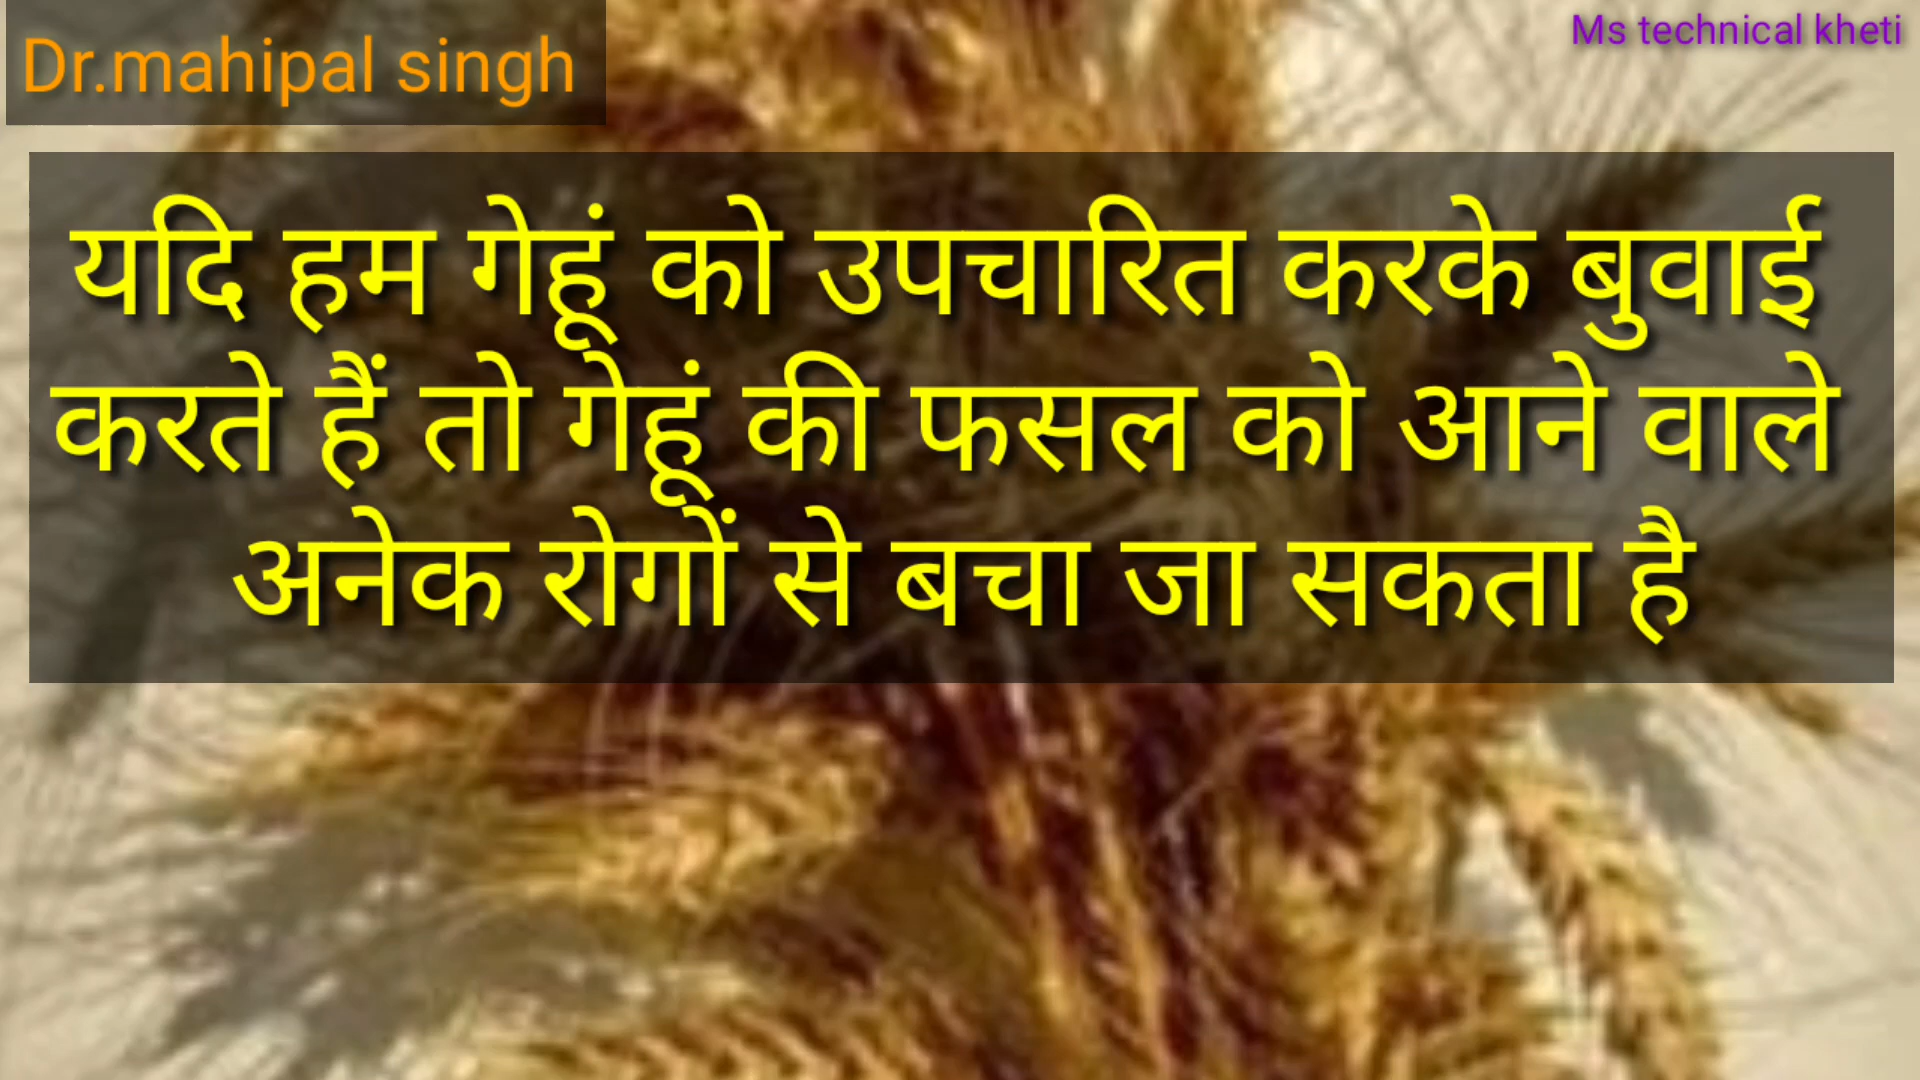 Dr.mahipal singh
Ms technical kheti
यदि हम गेहूं को उपचारित करके बुवाई
करते हैं तो गेहूं की फसल को आने वाले
अनेक रोगों से बचा जा सकता है